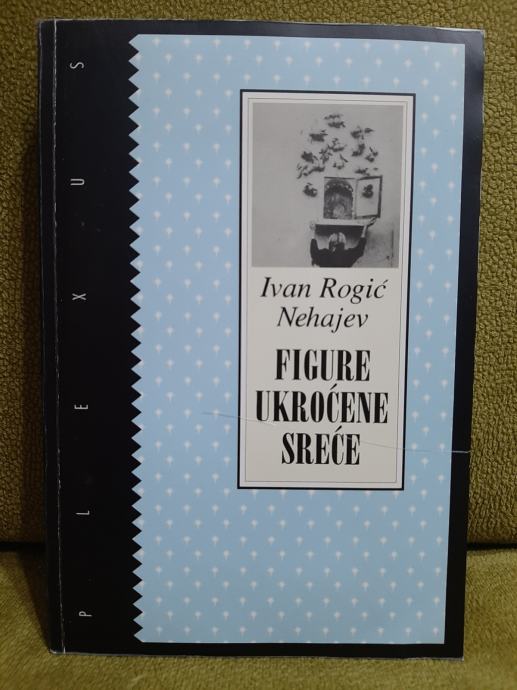 PLEXUS
Ivan Rogić
Nehajev
FIGURE
UKROĆENE
SREĆE